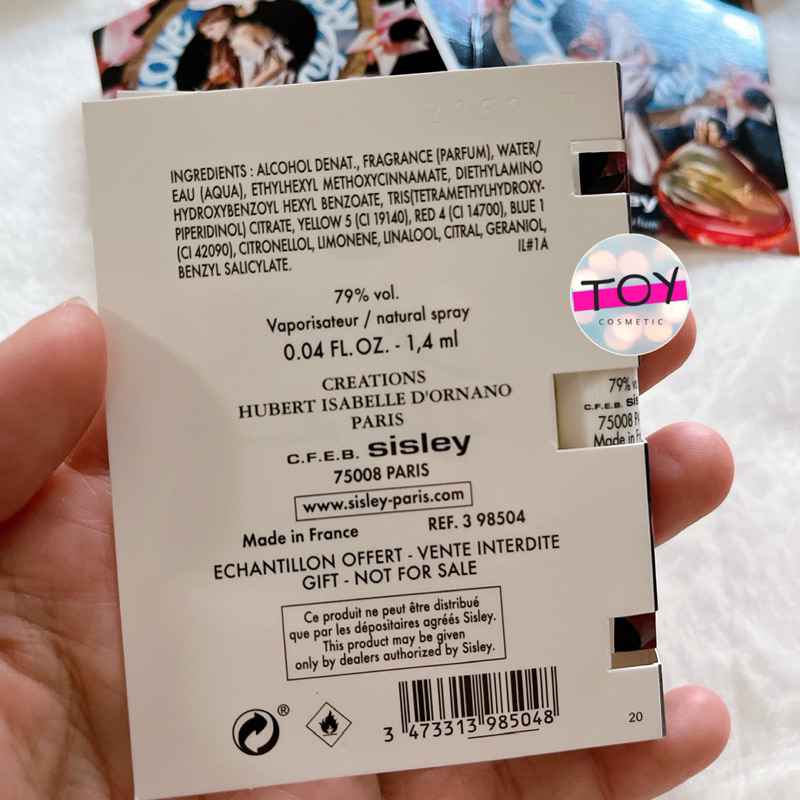 love
INGREDIENTS : ALCOHOL DENAT., FRAGRANCE (PARFUM), WATER/
EAU (AQUA), ETHYLHEXYL METHOXYCINNAMATE, DIETHYLAMINO
HYDROXYBENZOYL HEXYL BENZOATE, TRIS(TETRAMETHYLHYDROXY-
PIPERIDINOL) CITRATE, YELLOW 5 (CI 19140), RED 4 (CI 14700), BLUE 1
(CI 42090), CITRONELLOL, LIMONENE, LINALOOL, CITRAL, GERANIOL,
BENZYL SALICYLATE.
IL#1A
79% vol.
Vaporisateur / natural spray
0.04 FL.OZ. - 1,4 ml
CREATIONS
HUBERT ISABELLE D'ORNANO
PARIS
C.F.E.B. sisley
75008 PARIS
www.sisley-paris.com
Made in France
REF. 3 98504
ECHANTILLON OFFERT - VENTE INTERDITE
GIFT - NOT FOR SALE
Ce produit ne peut être distribué
que par les dépositaires agréés Sisley.
This product may be given
only by dealers authorized by Sisley.
®
3 473313 985048
20
TOY
COSMETIC
79% v
C.F.E.B. sis
75008 P
Made in F